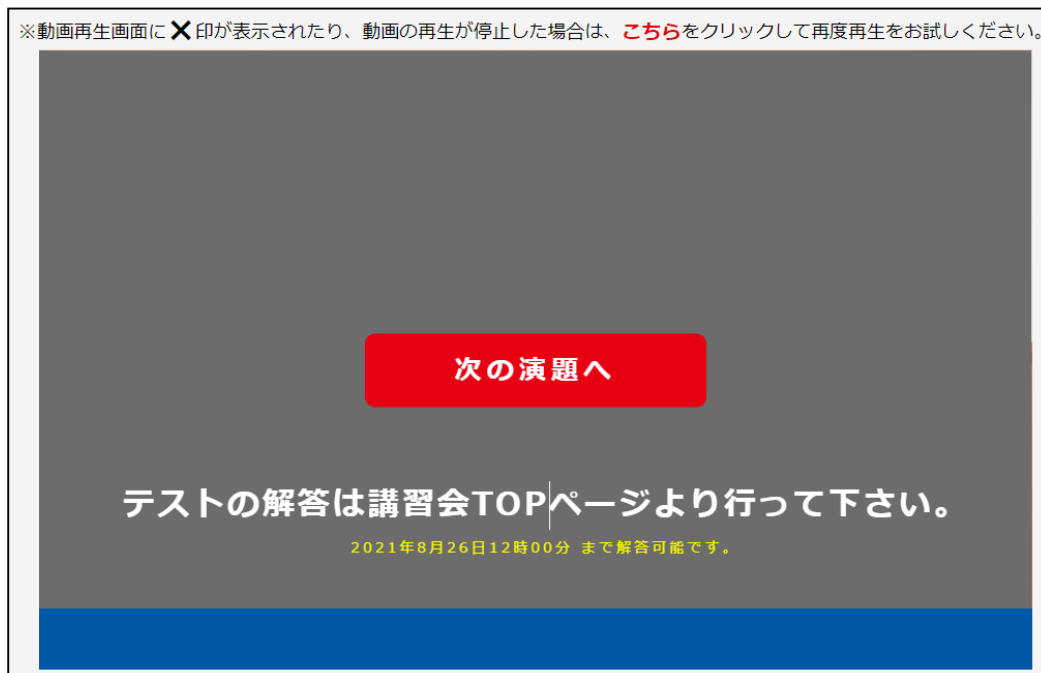 ※動画再生画面に✕印が表示されたり、動画の再生が停止した場合は、こちらをクリックして再度再生をお試しください。
次の演題へ
テストの解答は講習会TOPページより行って下さい。
2021年8月26日12時00分 まで解答可能です。